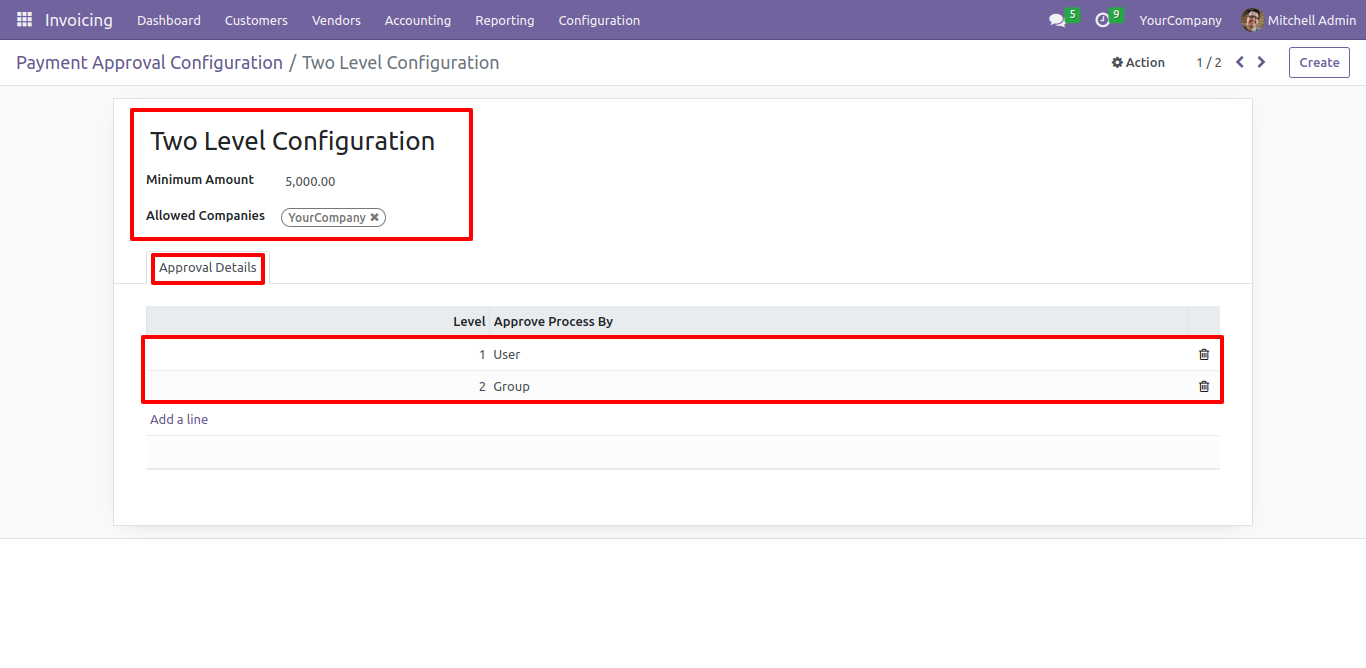 Invoicing Dashboard Customers Vendors Accounting Reporting Configuration 5 9 YourCompany Mitchell Admin
Payment Approval Configuration / Two Level Configuration Action 1 / 2 Create
Two Level Configuration
Minimum Amount 5,000.00
Allowed Companies YourCompany ✖
Approval Details
Level Approve Process By
1 User
2 Group
Add a line